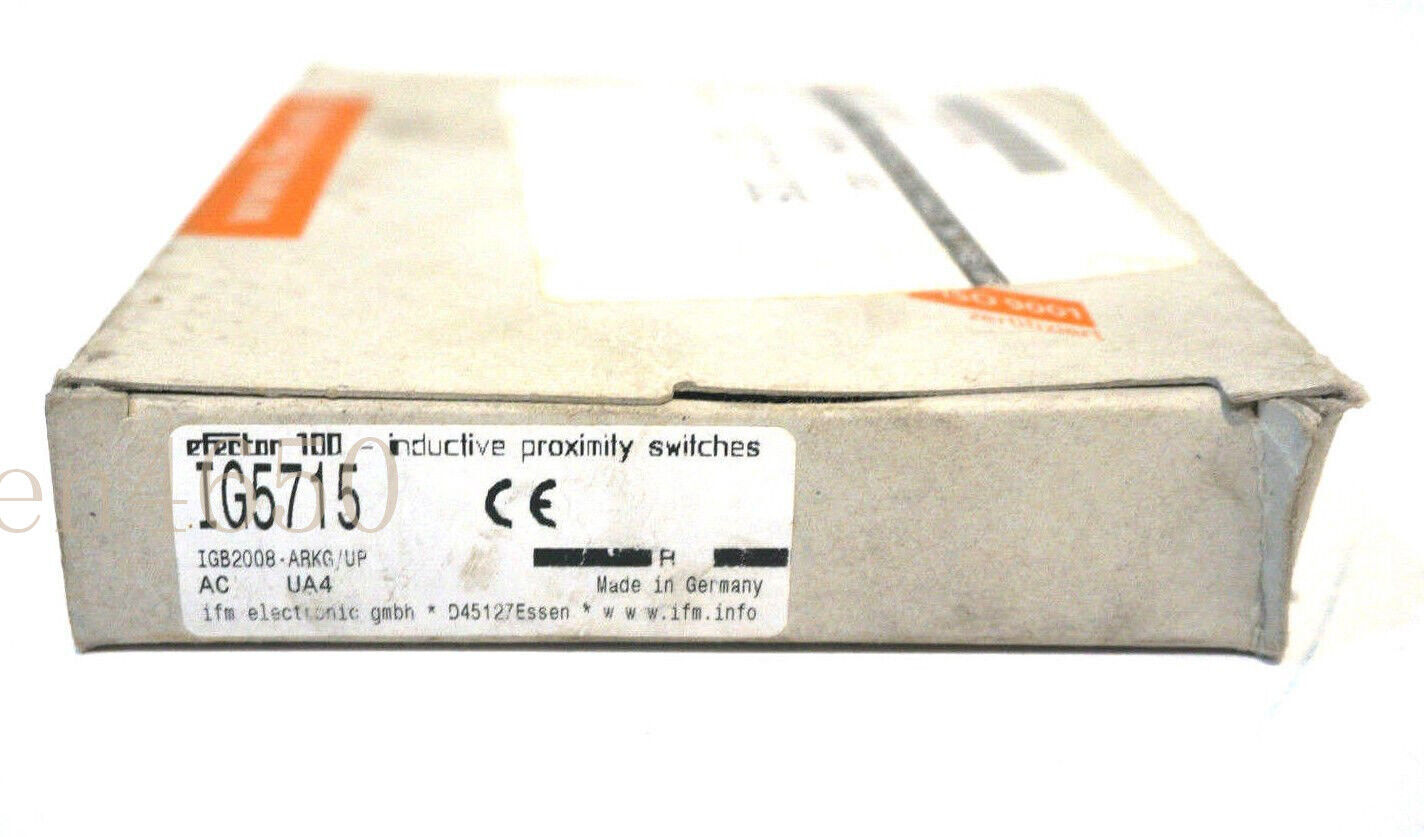 ISO 9001
zertifiziert
efector 100 - inductive proximity switches
IG5715
CE
IGB2008-ARKG/UP
R
AC UA4 Made in Germany
ifm electronic gmbh * D45127Essen * w w w.ifm.info